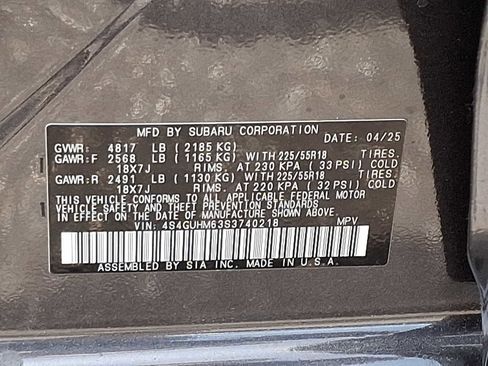 MFD BY SUBARU CORPORATION DATE: 04/25
GVWR: 4817 LB (2185 KG)
GAWR:F 2568 LB (1165 KG) WITH 225/55R18 TIRES.
18X7J RIMS. AT 230 KPA (33 PSI) COLD
GAWR:R 2491 LB (1130 KG) WITH 225/55R18 TIRES.
18X7J RIMS. AT 220 KPA (32 PSI) COLD
THIS VEHICLE CONFORMS TO ALL APPLICABLE FEDERAL MOTOR
VEHICLE SAFETY AND THEFT PREVENTION STANDARDS
IN EFFECT ON THE DATE OF MANUFACTURE SHOWN ABOVE.
VIN: 4S4GUHM63S3740218 MPV
ASSEMBLED BY SIA INC. MADE IN U.S.A.